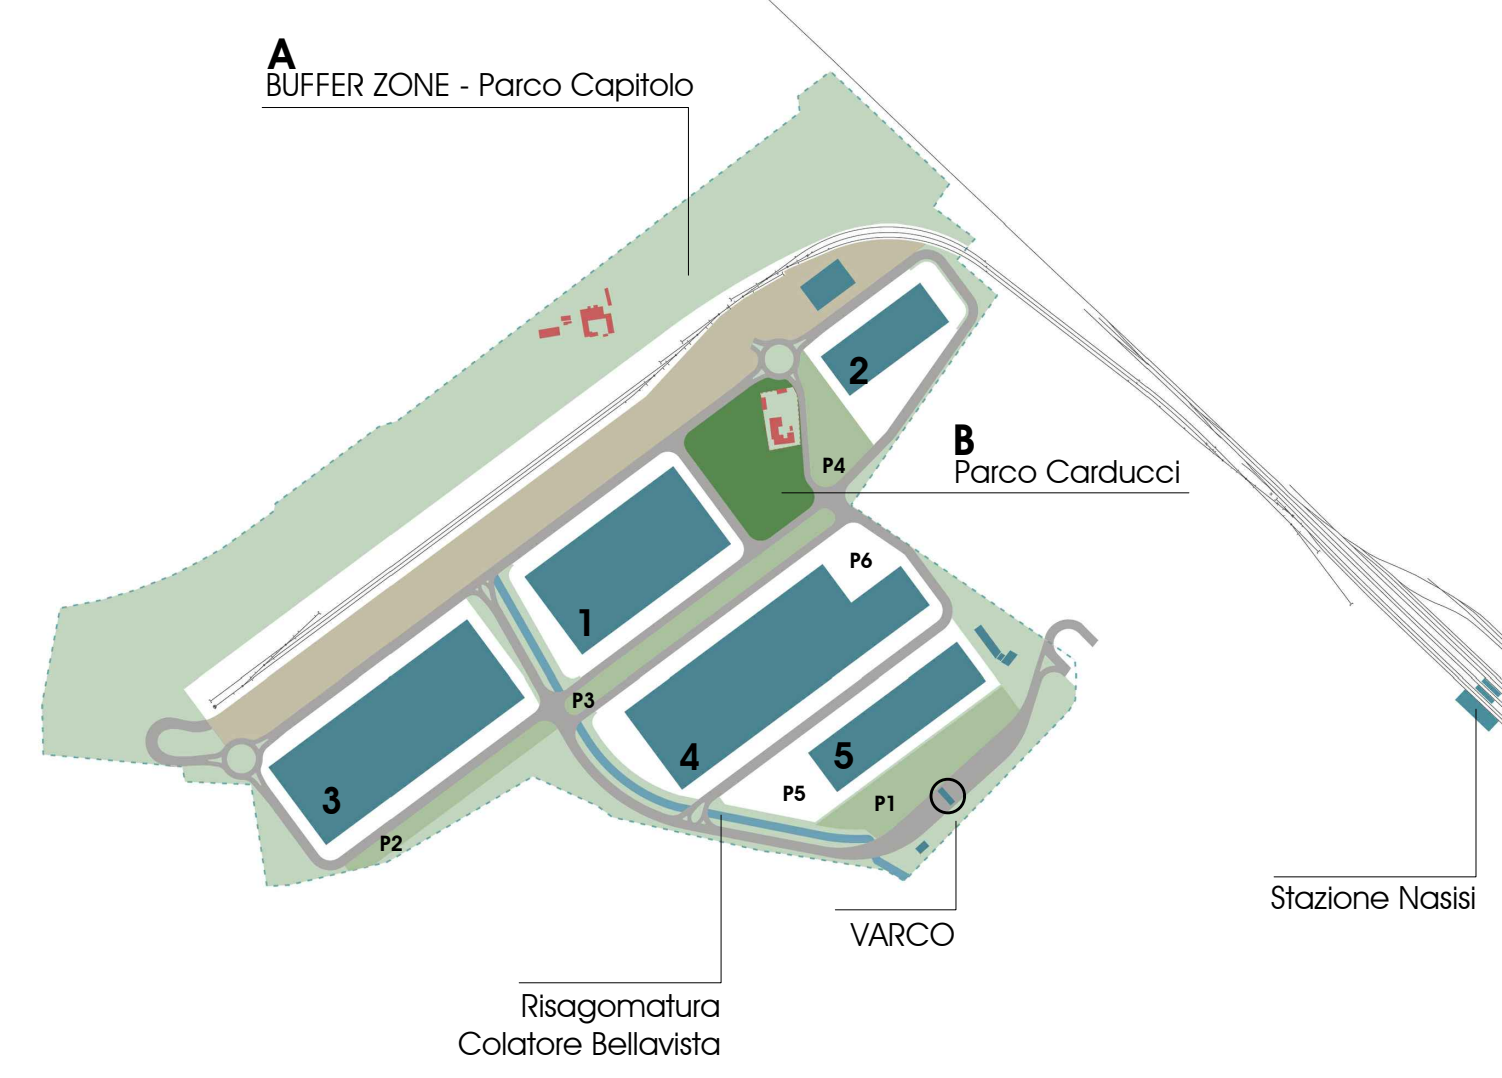 A
BUFFER ZONE - Parco Capitolo
2
B
Parco Carducci
P4
P6
1
P3
4
5
3
P5
P1
P2
Stazione Nasisi
VARCO
Risagomatura
Colatore Bellavista